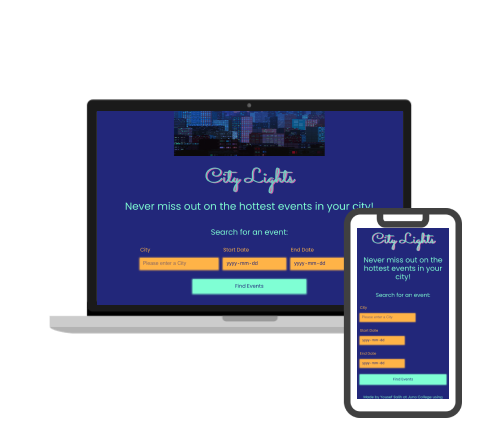 City Lights
Never miss out on the hottest events in your city!
Search for an event:
City Start Date End Date
Please enter a City yyyy-mm-dd yyyy-mm-dd
Find Events
City Lights
Never miss out on the
hottest events in your
city!
Search for an event:
City
Please enter a City
Start Date
yyyy-mm-dd
End Date
yyyy-mm-dd
Find Events